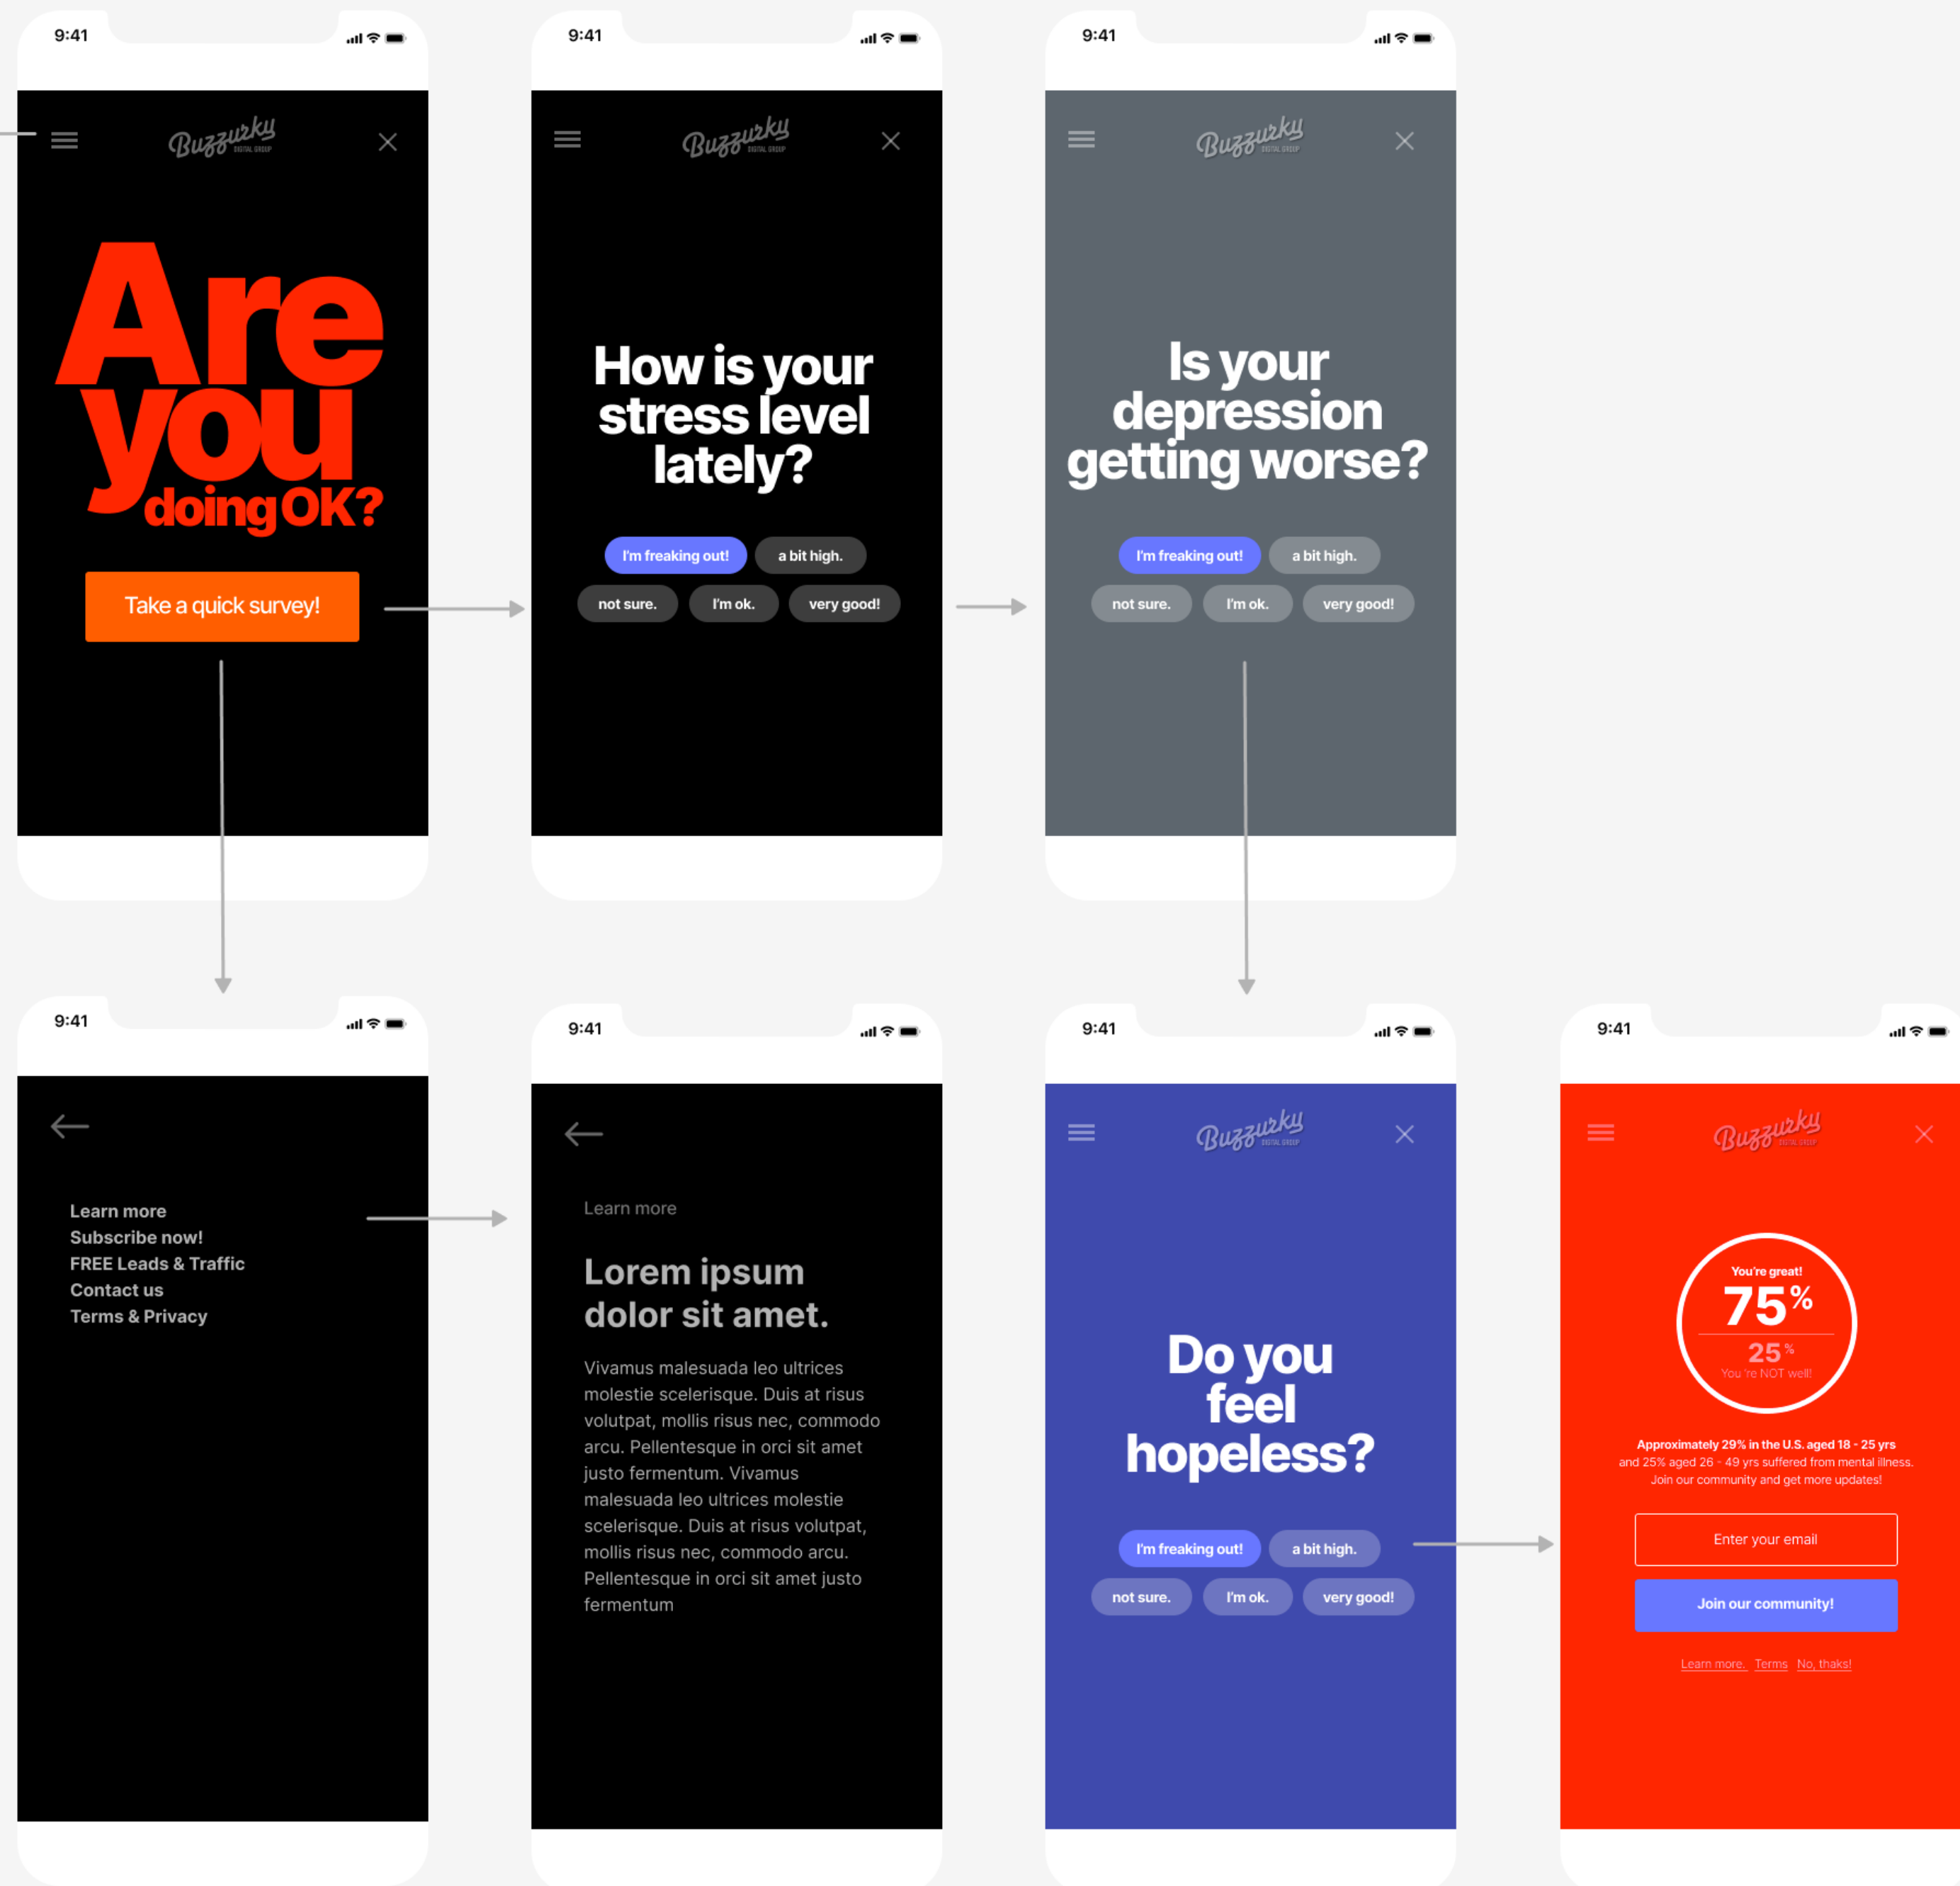 9:41
Buzzurky
DIGITAL GROUP
Are
you
doing OK?
Take a quick survey!
9:41
Buzzurky
DIGITAL GROUP
How is your
stress level
lately?
I'm freaking out!
a bit high.
not sure.
I'm ok.
very good!
9:41
Buzzurky
DIGITAL GROUP
Is your
depression
getting worse?
I'm freaking out!
a bit high.
not sure.
I'm ok.
very good!
9:41
Learn more
Subscribe now!
FREE Leads & Traffic
Contact us
Terms & Privacy
9:41
Learn more
Lorem ipsum
dolor sit amet.
Vivamus malesuada leo ultrices
molestie scelerisque. Duis at risus
volutpat, mollis risus nec, commodo
arcu. Pellentesque in orci sit amet
justo fermentum. Vivamus
malesuada leo ultrices molestie
scelerisque. Duis at risus volutpat,
mollis risus nec, commodo arcu.
Pellentesque in orci sit amet justo
fermentum
9:41
Buzzurky
DIGITAL GROUP
Do you
feel
hopeless?
I'm freaking out!
a bit high.
not sure.
I'm ok.
very good!
9:41
Buzzurky
DIGITAL GROUP
You're great!
75%
25%
You 're NOT well!
Approximately 29% in the U.S. aged 18 - 25 yrs
and 25% aged 26 - 49 yrs suffered from mental illness.
Join our community and get more updates!
Enter your email
Join our community!
Learn more. Terms No, thaks!